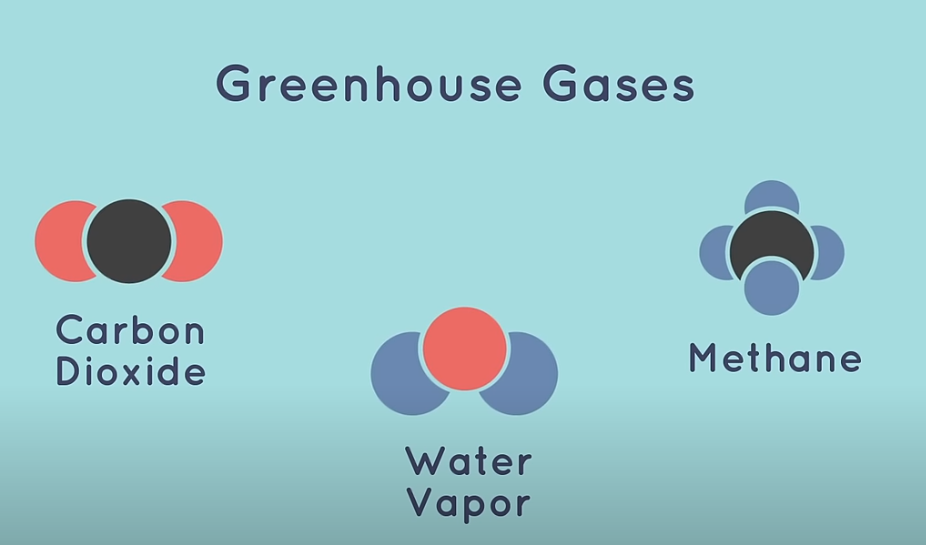 Greenhouse Gases
Carbon
Dioxide
Water
Vapor
Methane